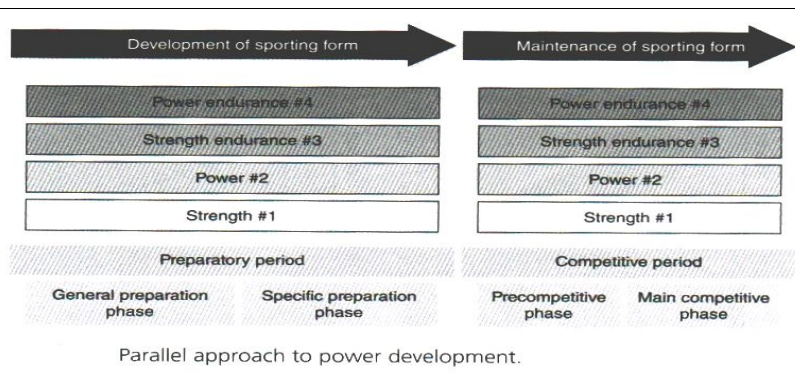 Development of sporting form
Maintenance of sporting form
Power endurance #4
Power endurance #4
Strength endurance #3
Strength endurance #3
Power #2
Power #2
Strength #1
Strength #1
Preparatory period
Competitive period
General preparation
phase
Specific preparation
phase
Precompetitive
phase
Main competitive
phase
Parallel approach to power development.